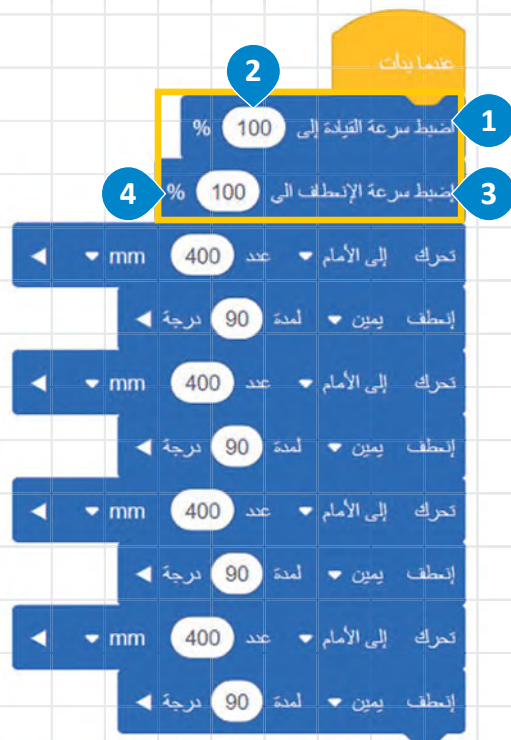 عندما بدأت
اضبط سرعة القيادة إلى 100 % 1 2
إضبط سرعة الإنعطاف الى 100 % 3 4
تحرك إلى الأمام عدد 400 mm
إنعطف يمين لمدة 90 درجة
تحرك إلى الأمام عدد 400 mm
إنعطف يمين لمدة 90 درجة
تحرك إلى الأمام عدد 400 mm
إنعطف يمين لمدة 90 درجة
تحرك إلى الأمام عدد 400 mm
إنعطف يمين لمدة 90 درجة